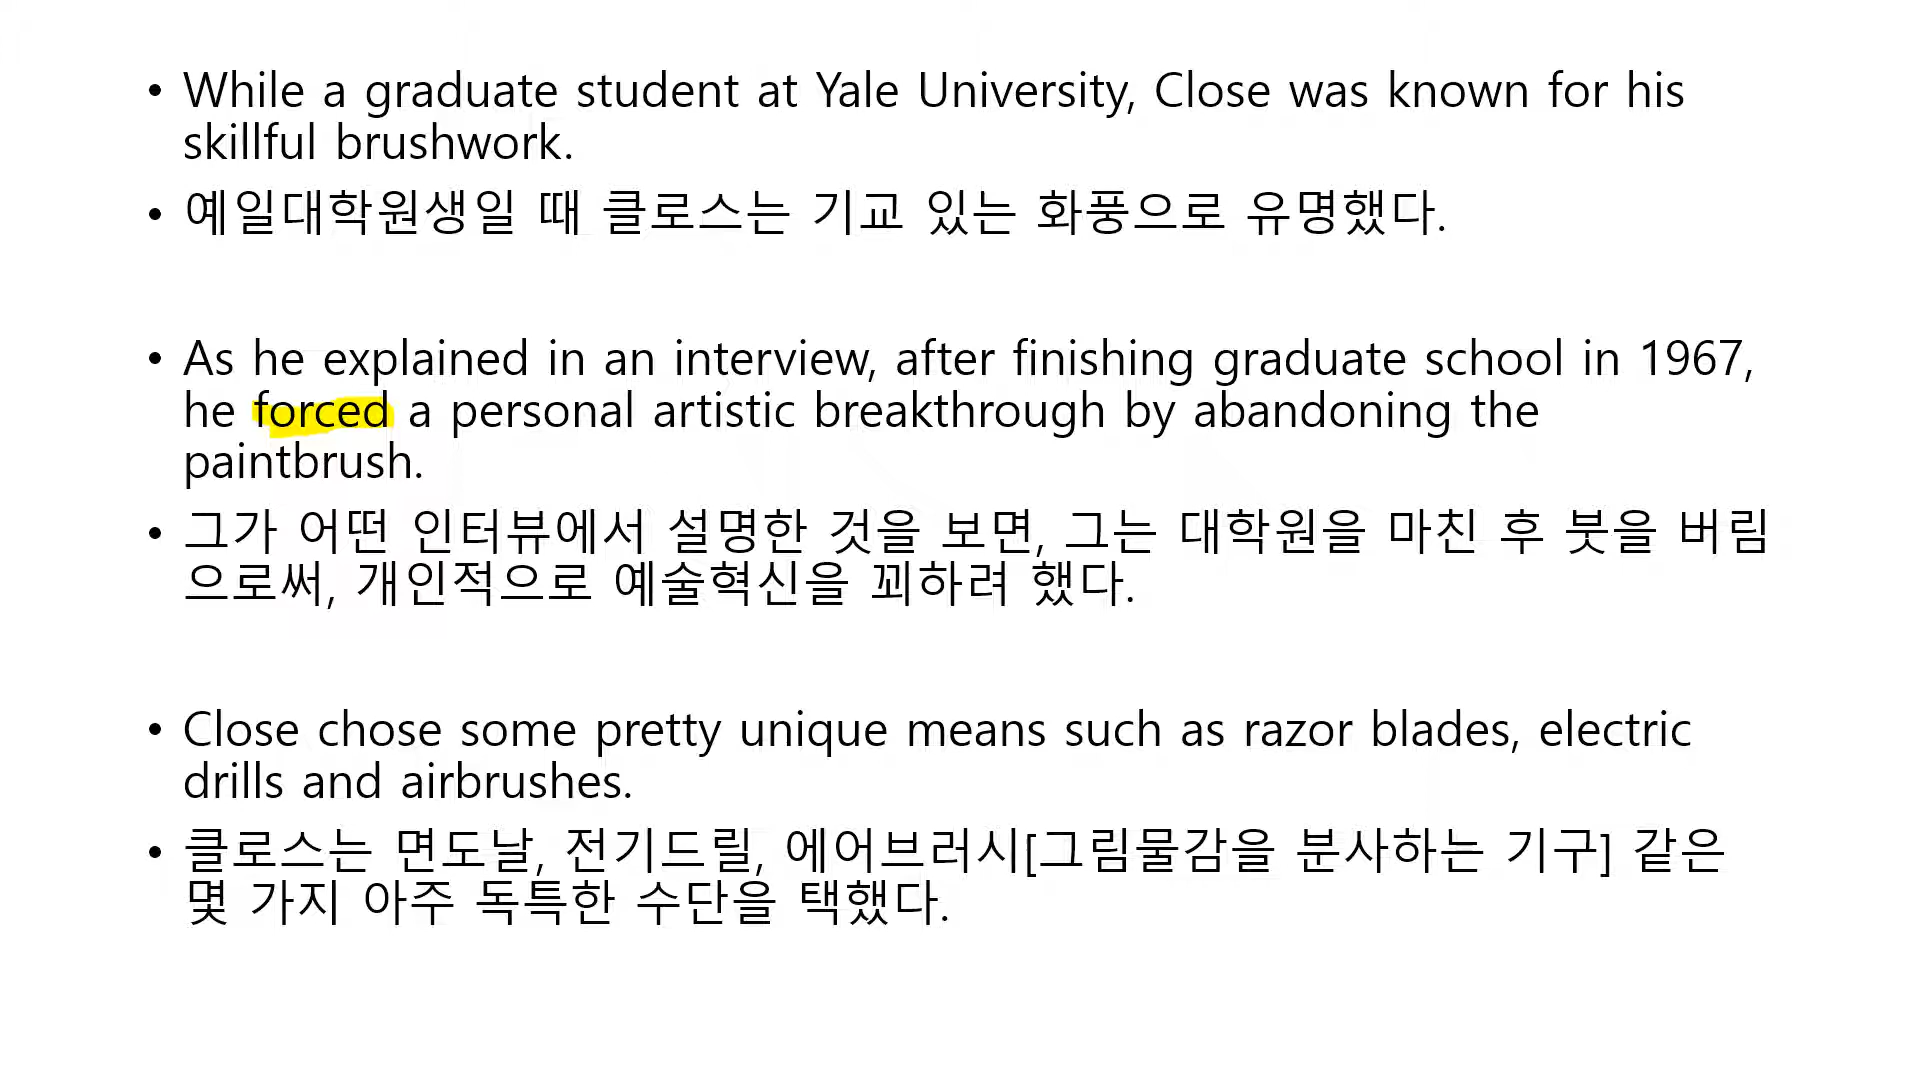 • While a graduate student at Yale University, Close was known for his
skillful brushwork.
• 예일대학원생일 때 클로스는 기교 있는 화풍으로 유명했다.
• As he explained in an interview, after finishing graduate school in 1967,
he forced a personal artistic breakthrough by abandoning the
paintbrush.
• 그가 어떤 인터뷰에서 설명한 것을 보면, 그는 대학원을 마친 후 붓을 버림
으로써, 개인적으로 예술혁신을 꾀하려 했다.
• Close chose some pretty unique means such as razor blades, electric
drills and airbrushes.
• 클로스는 면도날, 전기드릴, 에어브러시[그림물감을 분사하는 기구] 같은
몇 가지 아주 독특한 수단을 택했다.